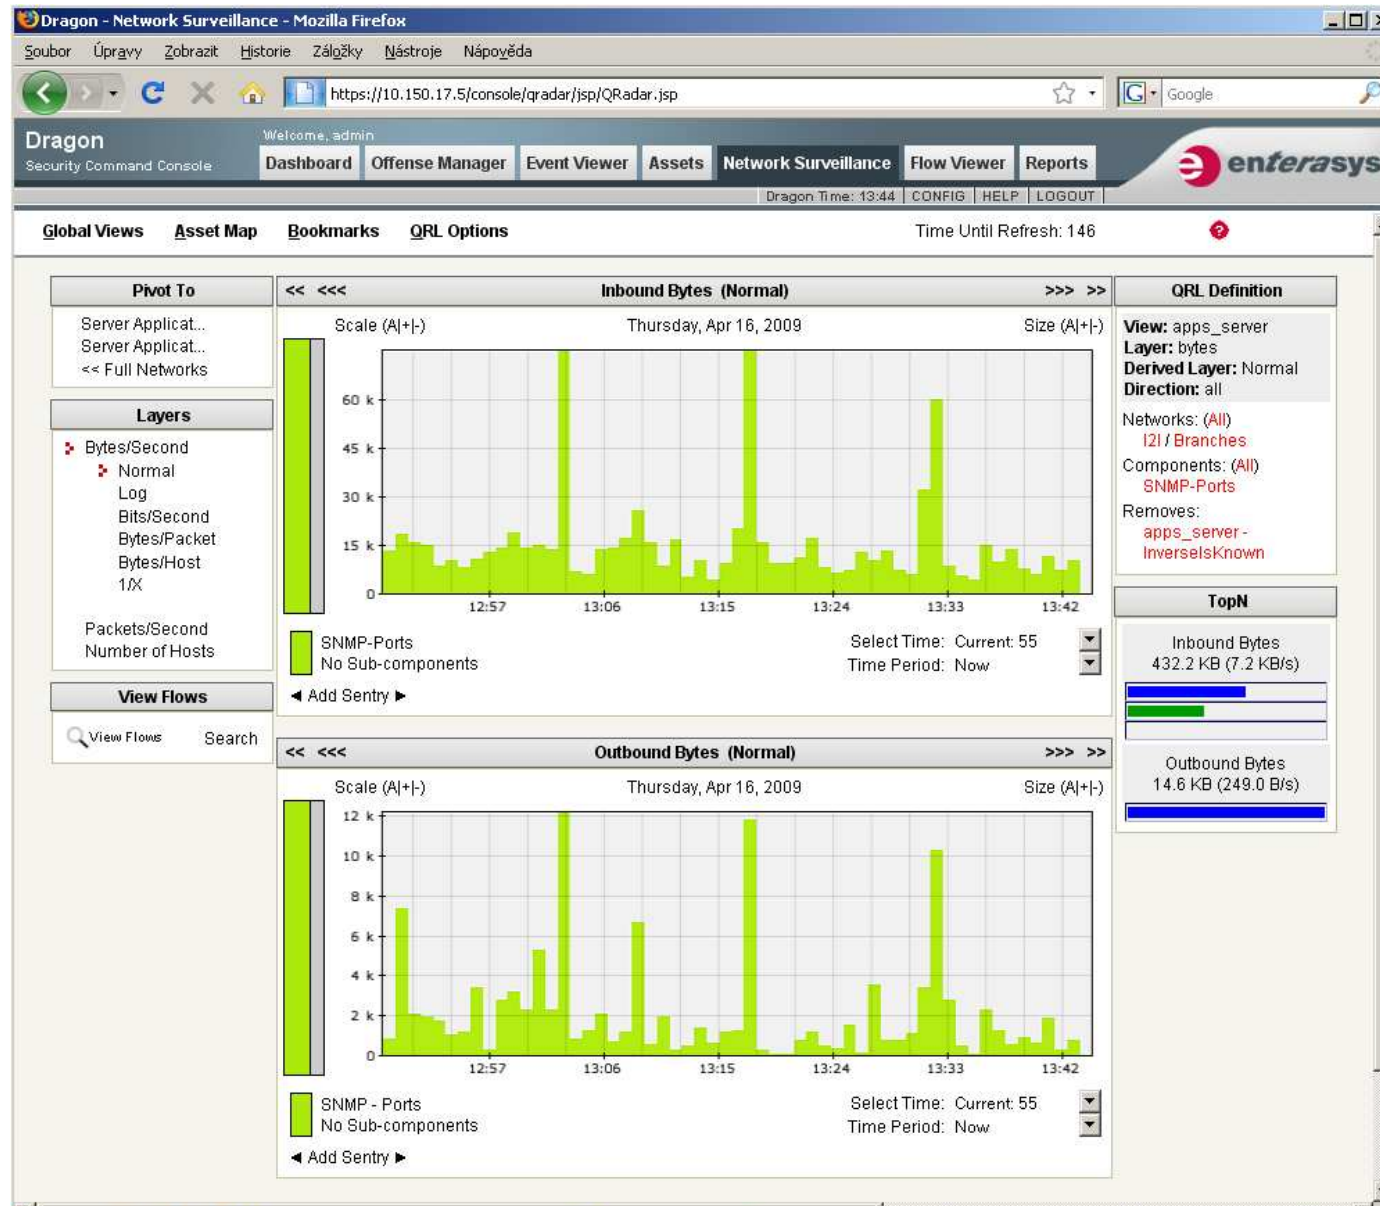 Dragon - Network Surveillance - Mozilla Firefox
Soubor Úpravy Zobrazit Historie Záložky Nástroje Nápověda
https://10.150.17.5/console/qradar/jsp/QRadar.jsp
G Google
Dragon
Security Command Console
Welcome, admin
Dashboard Offense Manager Event Viewer Assets Network Surveillance Flow Viewer Reports
enterasys
Dragon Time: 13:44 CONFIG HELP LOGOUT
Global Views Asset Map Bookmarks QRL Options Time Until Refresh: 146 ?
Pivot To
Server Applicat...
Server Applicat...
<< Full Networks
Layers
Bytes/Second
Normal
Log
Bits/Second
Bytes/Packet
Bytes/Host
1/X
Packets/Second
Number of Hosts
View Flows
View Flows Search
<< <<< Inbound Bytes (Normal) >>> >>
Scale (A|+|-) Thursday, Apr 16, 2009 Size (A|+|-)
60 k
45 k
30 k
15 k
0
12:57 13:06 13:15 13:24 13:33 13:42
SNMP-Ports
No Sub-components
Select Time: Current: 55
Time Period: Now
◄ Add Sentry ►
<< <<< Outbound Bytes (Normal) >>> >>
Scale (A|+|-) Thursday, Apr 16, 2009 Size (A|+|-)
12 k
10 k
8 k
6 k
4 k
2 k
0
12:57 13:06 13:15 13:24 13:33 13:42
SNMP - Ports
No Sub-components
Select Time: Current: 55
Time Period: Now
◄ Add Sentry ►
QRL Definition
View: apps_server
Layer: bytes
Derived Layer: Normal
Direction: all
Networks: (All)
I2I / Branches
Components: (All)
SNMP-Ports
Removes:
apps_server -
InverseIsKnown
TopN
Inbound Bytes
432.2 KB (7.2 KB/s)
Outbound Bytes
14.6 KB (249.0 B/s)